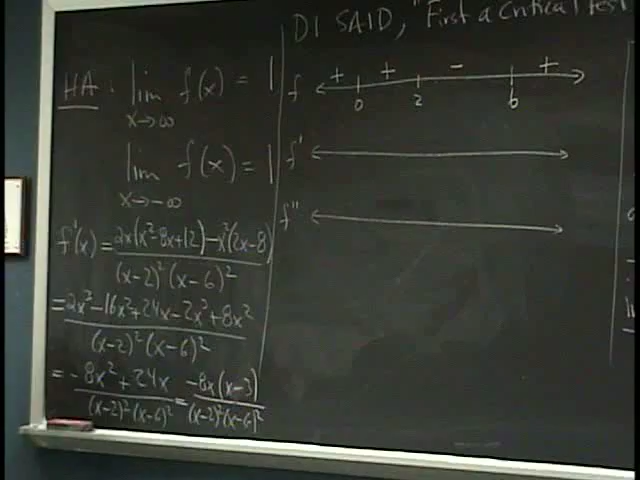 HA: lim f(x) = 1
x→∞
lim f(x) = 1
x→-∞
f'(x) = 2x(x²-8x+12)-x²(2x-8)
(x-2)²(x-6)²
= 2x³-16x²+24x-2x³+8x²
(x-2)²(x-6)²
= -8x²+24x = -8x(x-3)
(x-2)²(x-6)² (x-2)²(x-6)²
DI SAID, "First a Critical Test
f + + - +
0 2 6
f'
f"